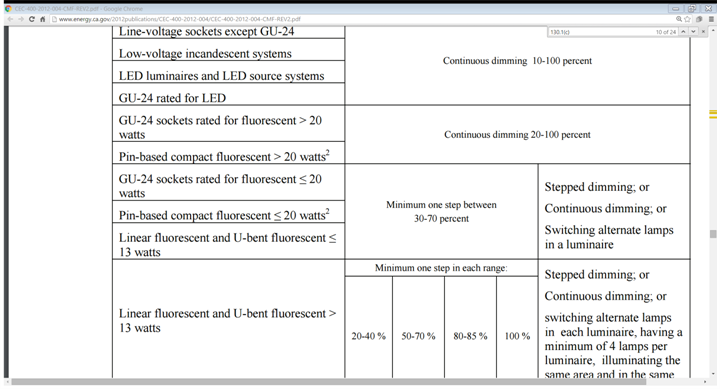 CEC-400-2012-004-CMF-REV2.pdf - Google Chrome
www.energy.ca.gov/2012publications/CEC-400-2012-004/CEC-400-2012-004-CMF-REV2.pdf
130.1(c) 10 of 24
Line-voltage sockets except GU-24
Low-voltage incandescent systems
LED luminaires and LED source systems
GU-24 rated for LED
Continuous dimming 10-100 percent
GU-24 sockets rated for fluorescent > 20
watts
Pin-based compact fluorescent > 20 watts²
Continuous dimming 20-100 percent
GU-24 sockets rated for fluorescent ≤ 20
watts
Pin-based compact fluorescent ≤ 20 watts²
Linear fluorescent and U-bent fluorescent ≤
13 watts
Minimum one step between
30-70 percent
Stepped dimming; or
Continuous dimming; or
Switching alternate lamps
in a luminaire
Linear fluorescent and U-bent fluorescent >
13 watts
Minimum one step in each range:
20-40 % 50-70 % 80-85 % 100 %
Stepped dimming; or
Continuous dimming; or
switching alternate lamps
in each luminaire, having a
minimum of 4 lamps per
luminaire, illuminating the
same area and in the same